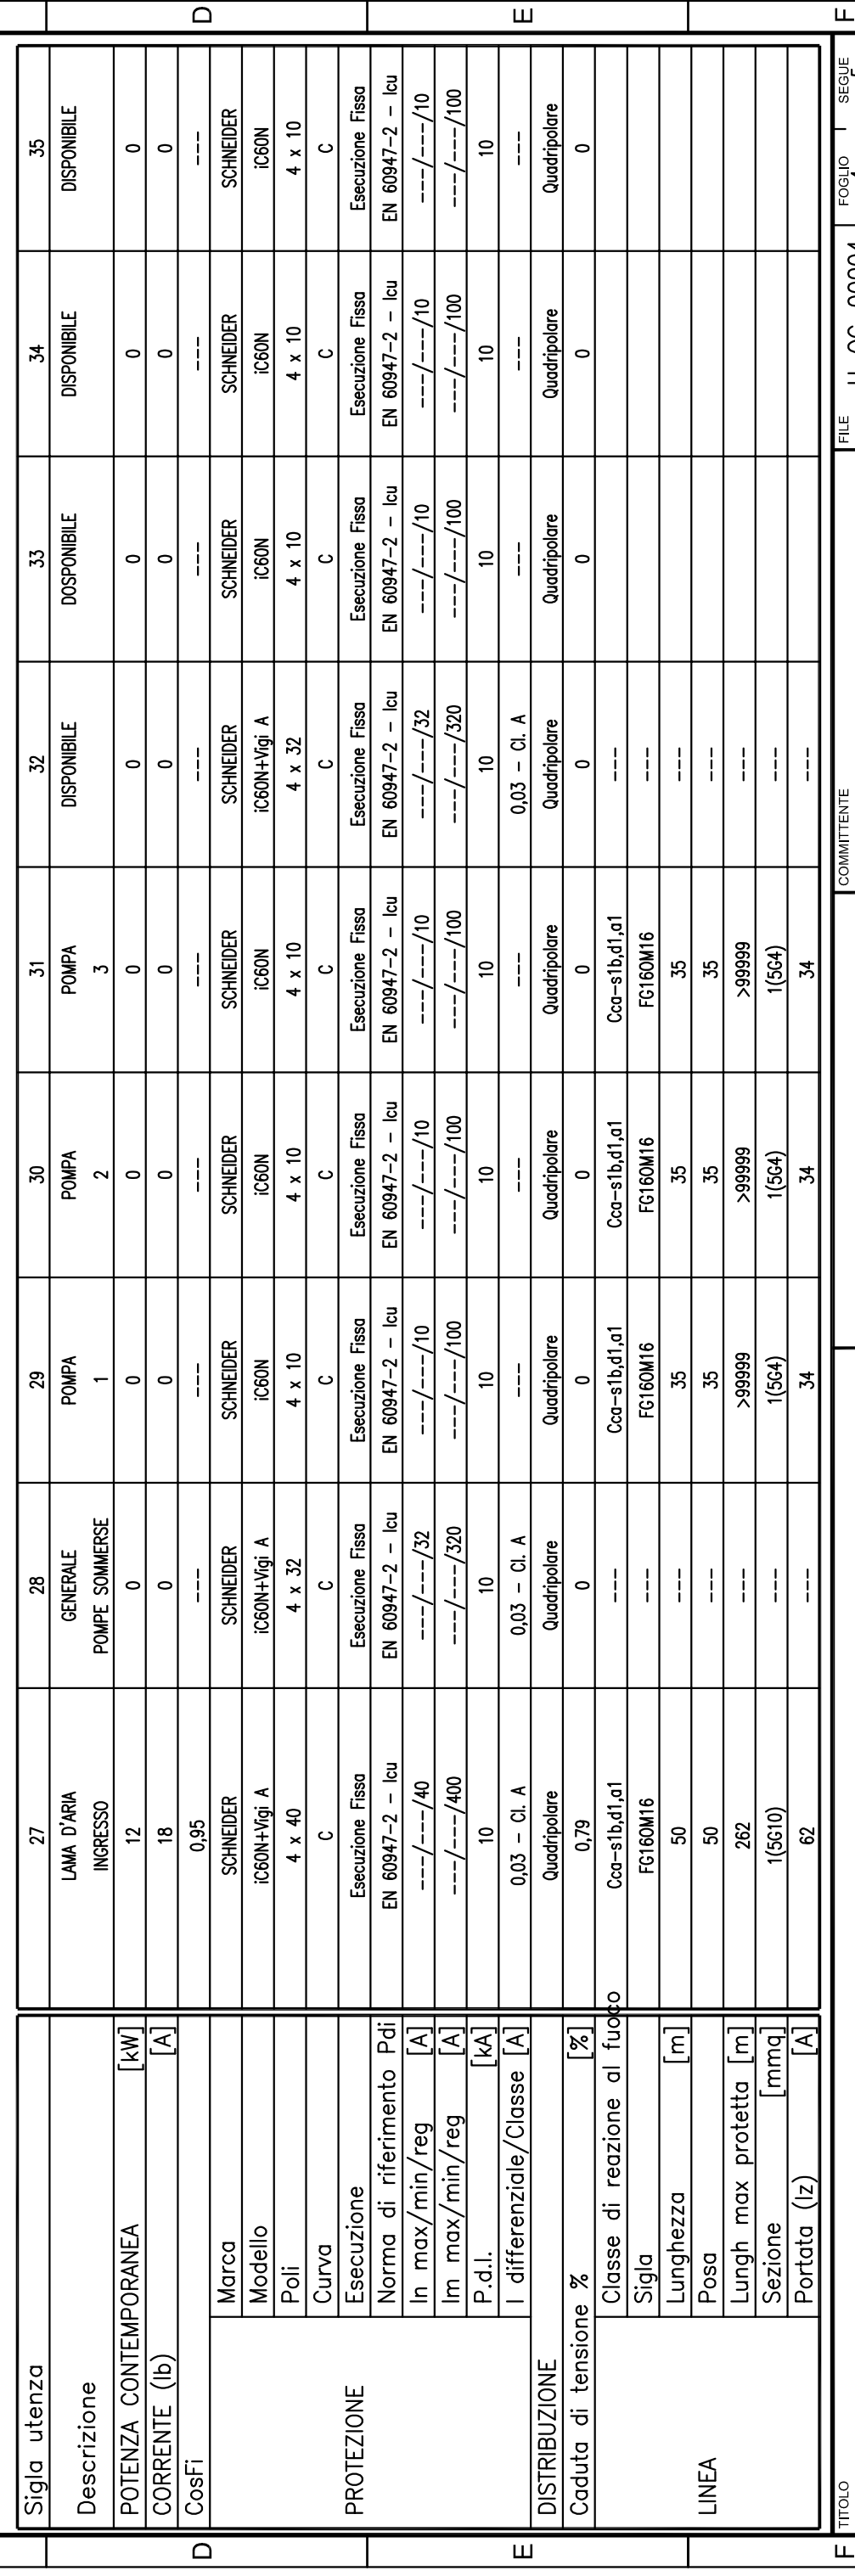 D E F
Sigla utenza 27 28 29 30 31 32 33 34 35
Descrizione LAMA D'ARIA INGRESSO GENERALE POMPE SOMMERSE POMPA 1 POMPA 2 POMPA 3 DISPONIBILE DOSPONIBILE DISPONIBILE DISPONIBILE
POTENZA CONTEMPORANEA [kW] 12 0 0 0 0 0 0 0 0
CORRENTE (Ib) [A] 18 0 0 0 0 0 0 0 0
CosFi 0,95 --- --- --- --- --- --- --- ---
PROTEZIONE
Marca SCHNEIDER SCHNEIDER SCHNEIDER SCHNEIDER SCHNEIDER SCHNEIDER SCHNEIDER SCHNEIDER SCHNEIDER
Modello iC60N+Vigi A iC60N+Vigi A iC60N iC60N iC60N iC60N+Vigi A iC60N iC60N iC60N
Poli 4 x 40 4 x 32 4 x 10 4 x 10 4 x 10 4 x 32 4 x 10 4 x 10 4 x 10
Curva C C C C C C C C C
Esecuzione Esecuzione Fissa Esecuzione Fissa Esecuzione Fissa Esecuzione Fissa Esecuzione Fissa Esecuzione Fissa Esecuzione Fissa Esecuzione Fissa Esecuzione Fissa
Norma di riferimento Pdi EN 60947-2 - Icu EN 60947-2 - Icu EN 60947-2 - Icu EN 60947-2 - Icu EN 60947-2 - Icu EN 60947-2 - Icu EN 60947-2 - Icu EN 60947-2 - Icu EN 60947-2 - Icu
In max/min/reg [A] ---/---/40 ---/---/32 ---/---/10 ---/---/10 ---/---/10 ---/---/32 ---/---/10 ---/---/10 ---/---/10
Im max/min/reg [A] ---/---/400 ---/---/320 ---/---/100 ---/---/100 ---/---/100 ---/---/320 ---/---/100 ---/---/100 ---/---/100
P.d.I. [kA] 10 10 10 10 10 10 10 10 10
I differenziale/Classe [A] 0,03 - Cl. A 0,03 - Cl. A --- --- --- 0,03 - Cl. A --- --- ---
DISTRIBUZIONE Quadripolare Quadripolare Quadripolare Quadripolare Quadripolare Quadripolare Quadripolare Quadripolare Quadripolare
Caduta di tensione % [%] 0,79 0 0 0 0 0 0 0 0
LINEA
Classe di reazione al fuoco Cca-s1b,d1,a1 --- Cca-s1b,d1,a1 Cca-s1b,d1,a1 Cca-s1b,d1,a1 ---
Sigla FG16OM16 --- FG16OM16 FG16OM16 FG16OM16 ---
Lunghezza [m] 50 --- 35 35 35 ---
Posa 50 --- 35 35 35 ---
Lungh max protetta [m] 262 --- >99999 >99999 >99999 ---
Sezione [mmq] 1(5G10) --- 1(5G4) 1(5G4) 1(5G4) ---
Portata (Iz) [A] 62 --- 34 34 34 ---
D E F
TITOLO COMMITTENTE FILE FOGLIO SEGUE